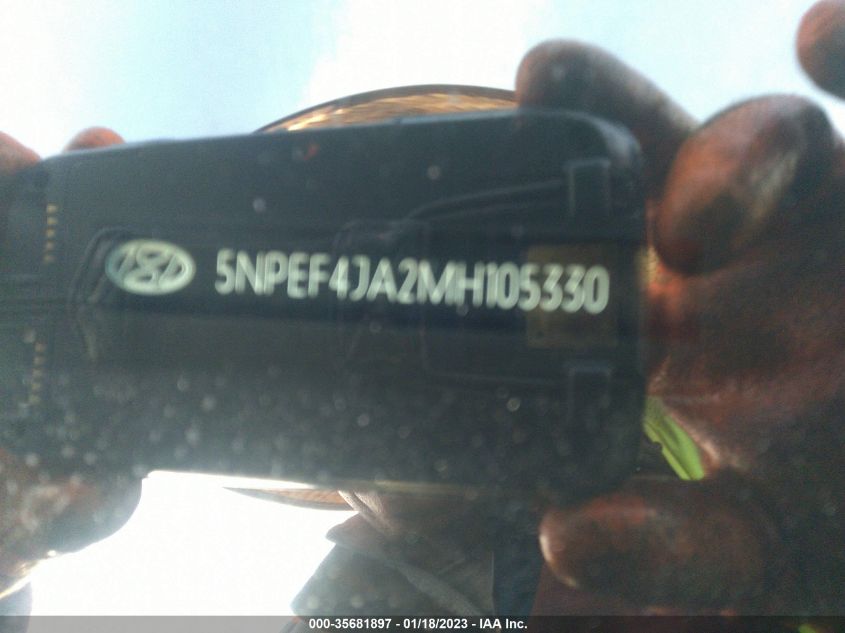 5NPEF4JA2MH105330
000-35681897 - 01/18/2023 - IAA Inc.